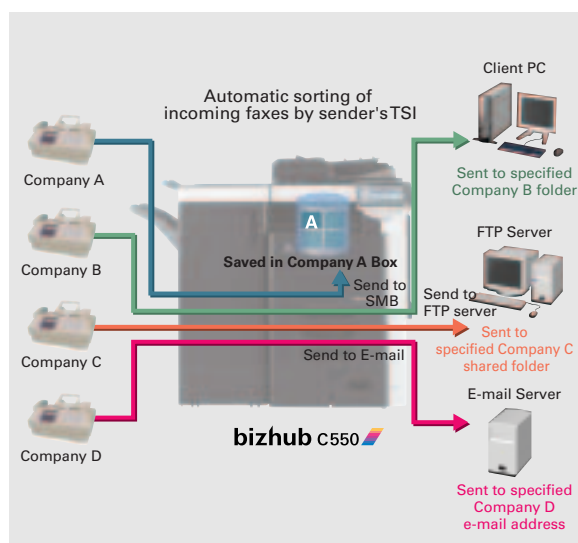 Client PC
Automatic sorting of
incoming faxes by sender's TSI
Company A
Sent to specified
Company B folder
A
FTP Server
Company B
Saved in Company A Box
Send to
SMB
Send to
FTP server
Company C
Sent to
specified Company C
shared folder
Send to E-mail
E-mail Server
Company D
bizhub C550
Sent to specified
Company D
e-mail address